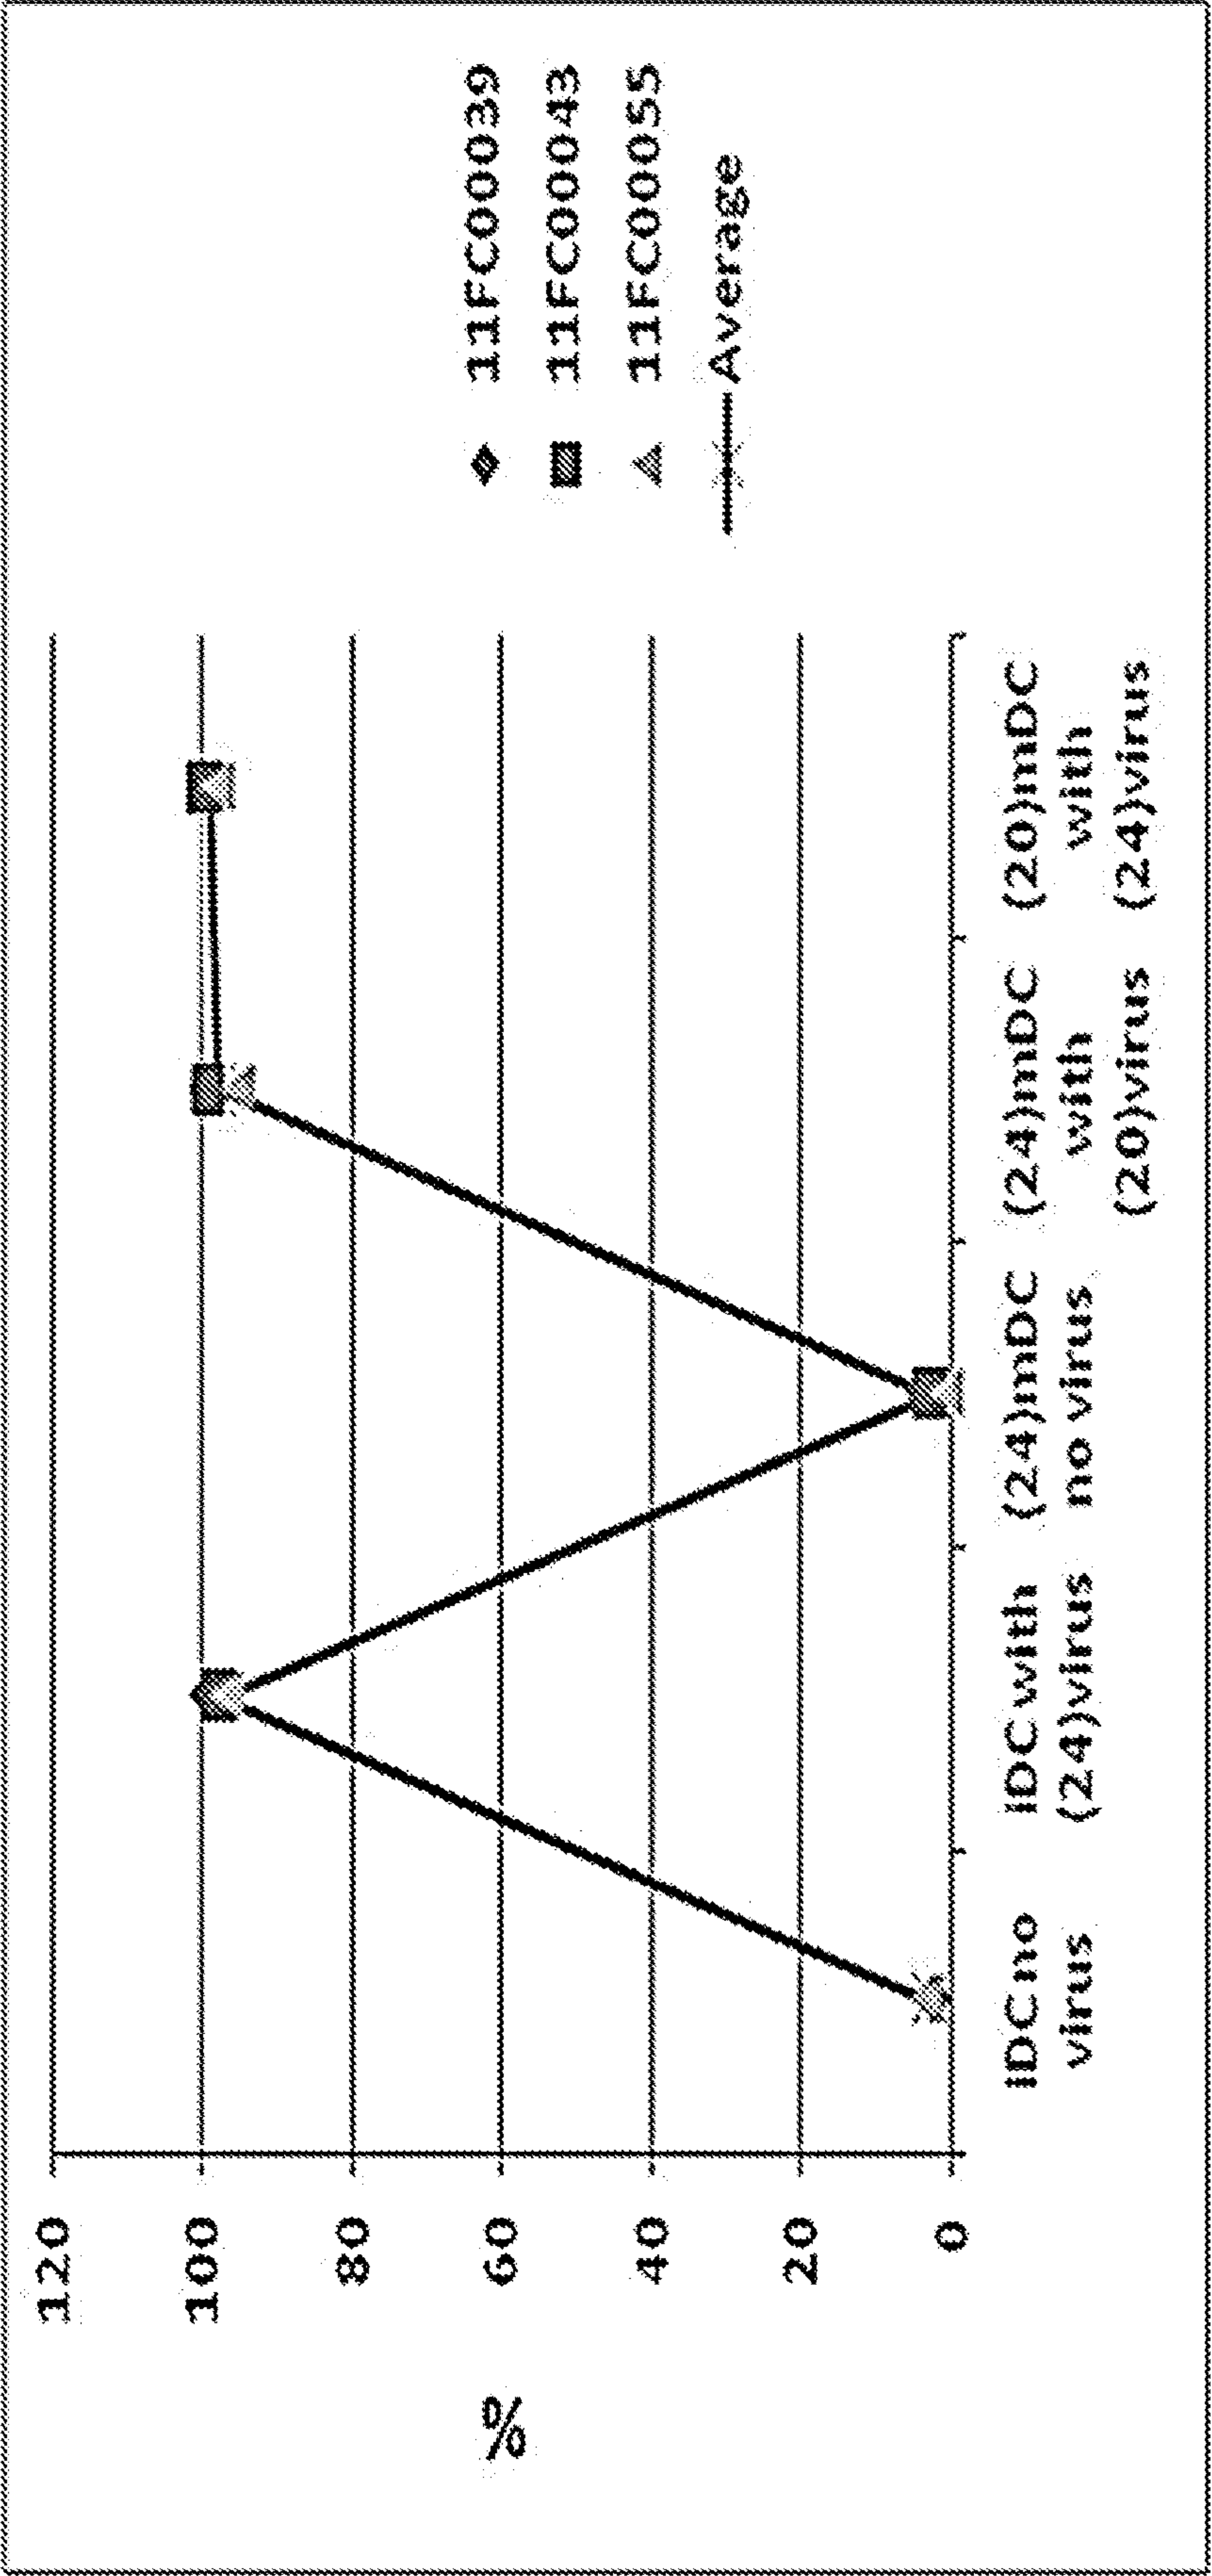 %
120
100
80
60
40
20
0
iDC no
virus
iDC with
(24)virus
(24)mDC
no virus
(24)mDC
with
(20)virus
(20)mDC
with
(24)virus
11FC00039
11FC00043
11FC00055
Average